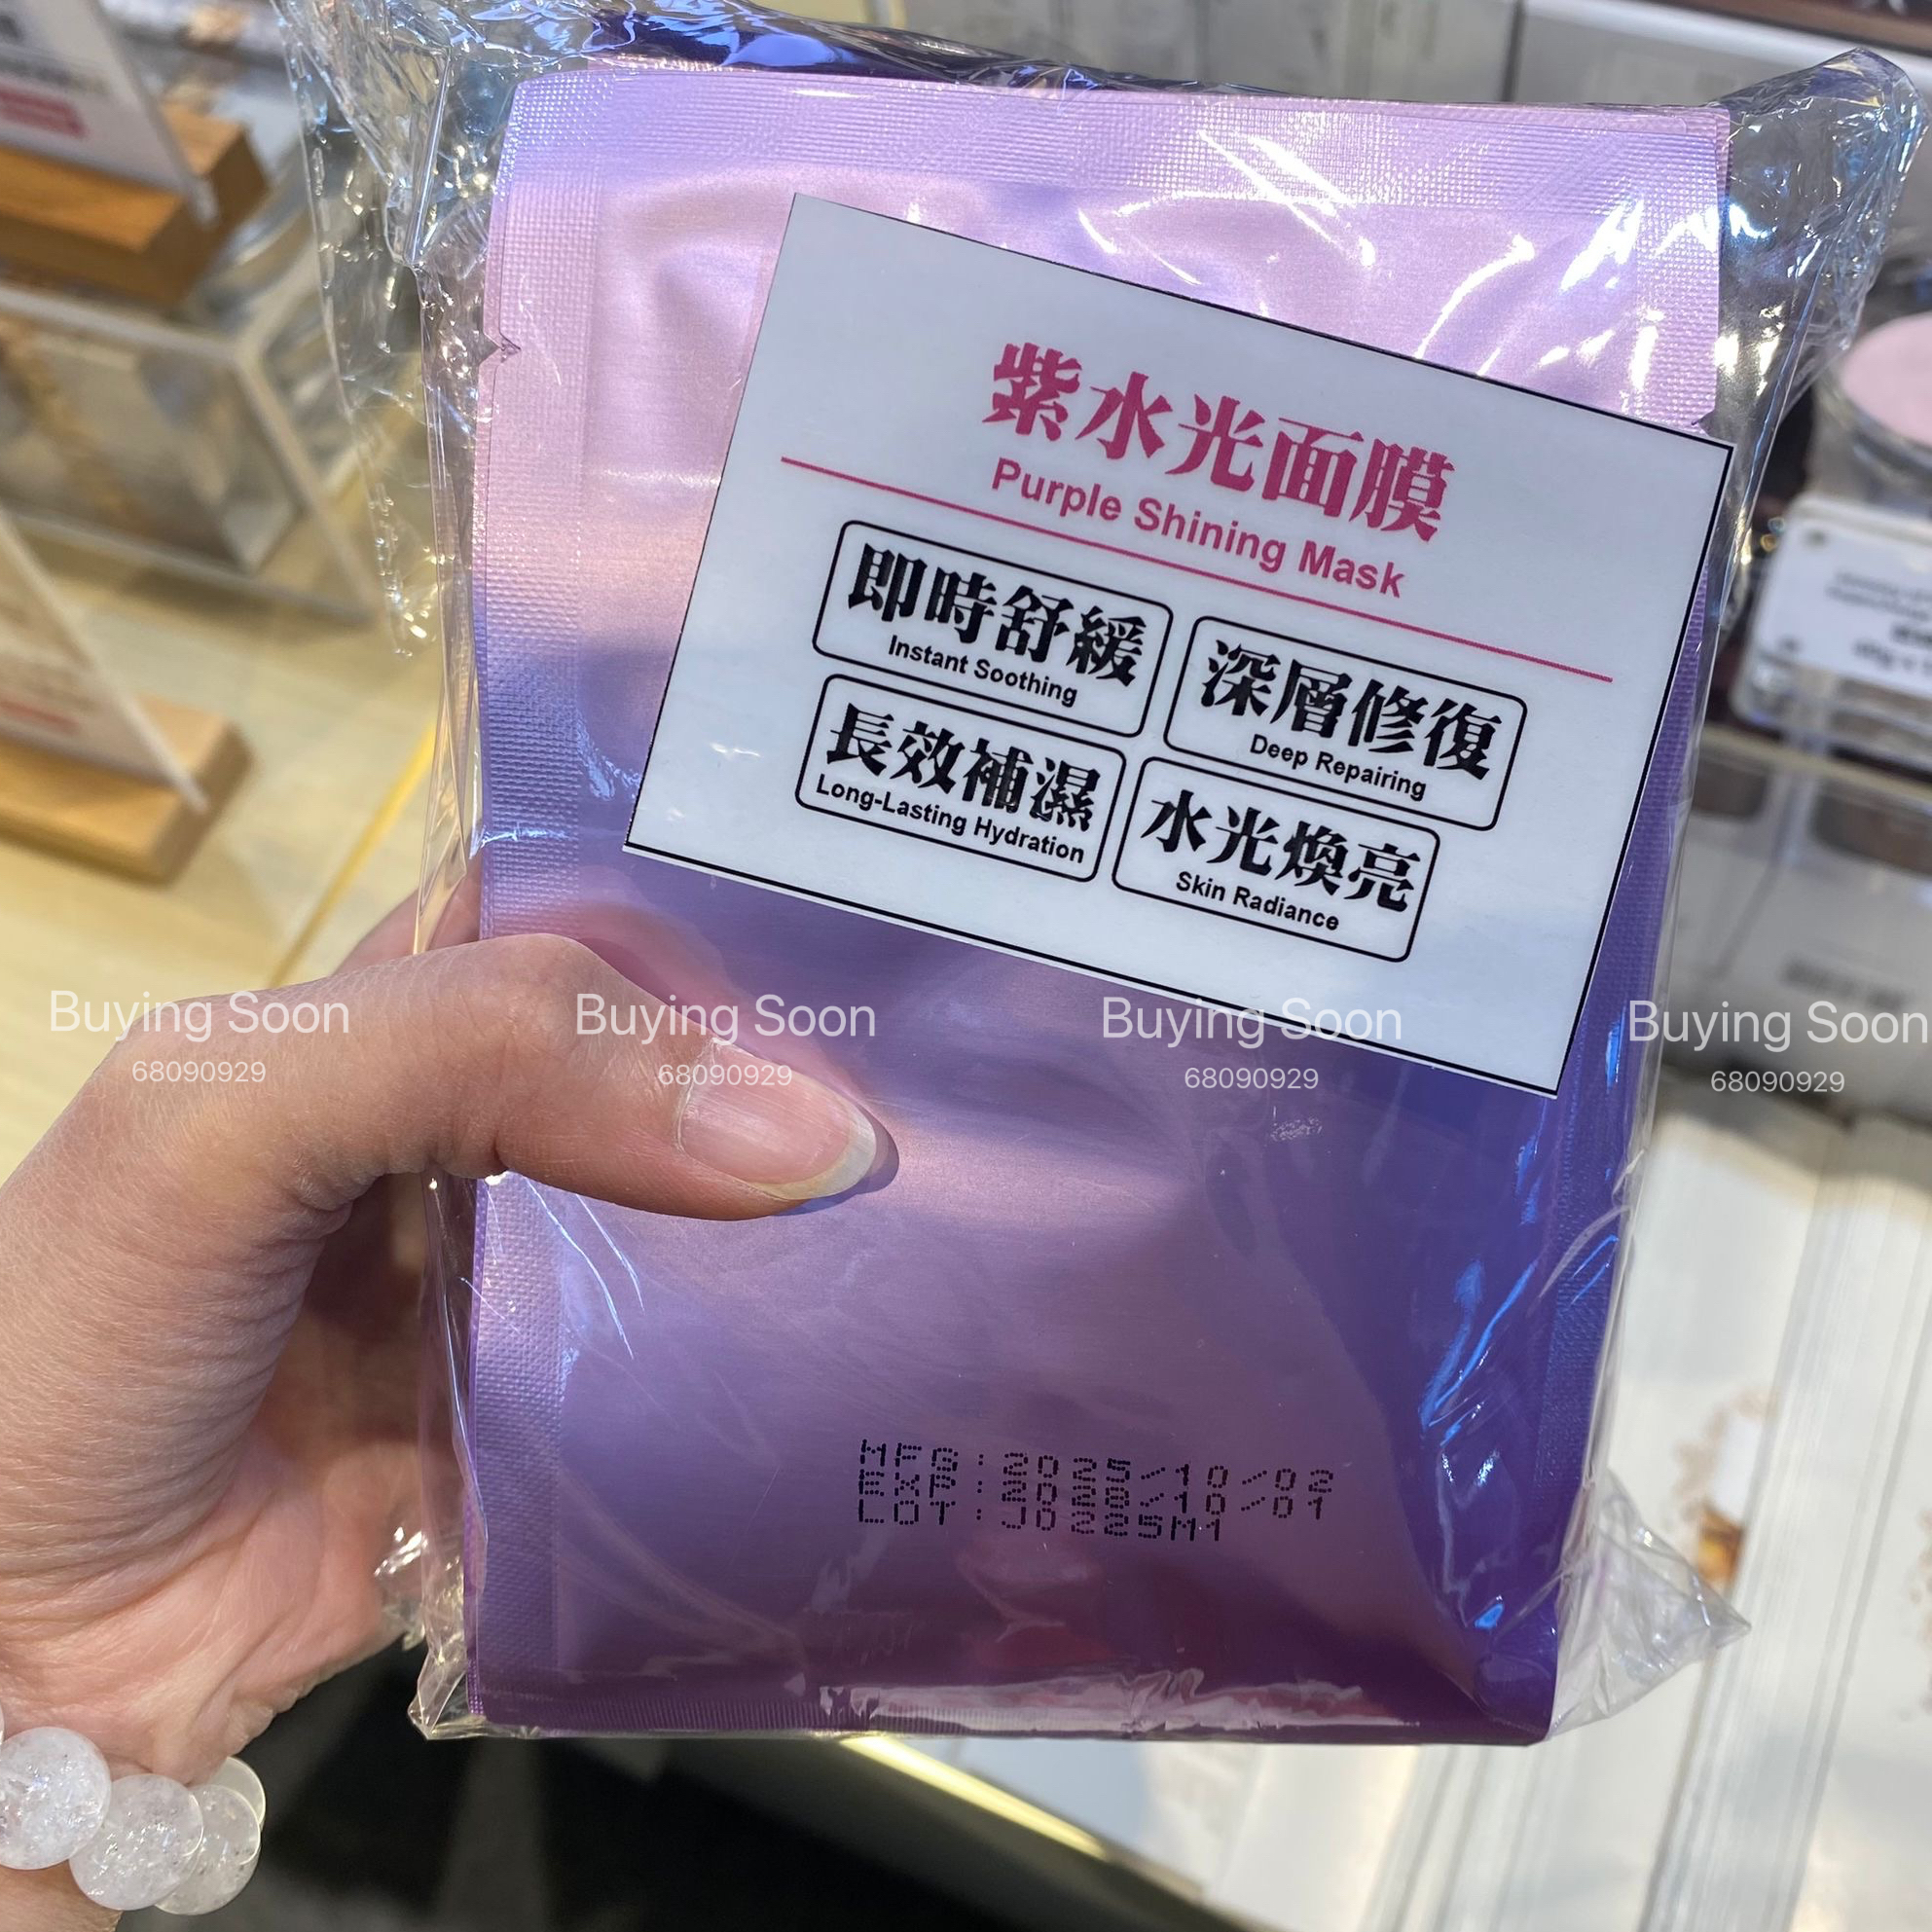 紫水光面膜
Purple Shining Mask
即時舒緩
Instant Soothing
深層修復
Deep Repairing
長效補濕
Long-Lasting Hydration
水光煥亮
Skin Radiance
Buying Soon Buying Soon Buying Soon Buying Soon
68090929 68090929 68090929 68090929
MFG:2025/10/02
EXP:2028/10/01
LOT:J0225M1